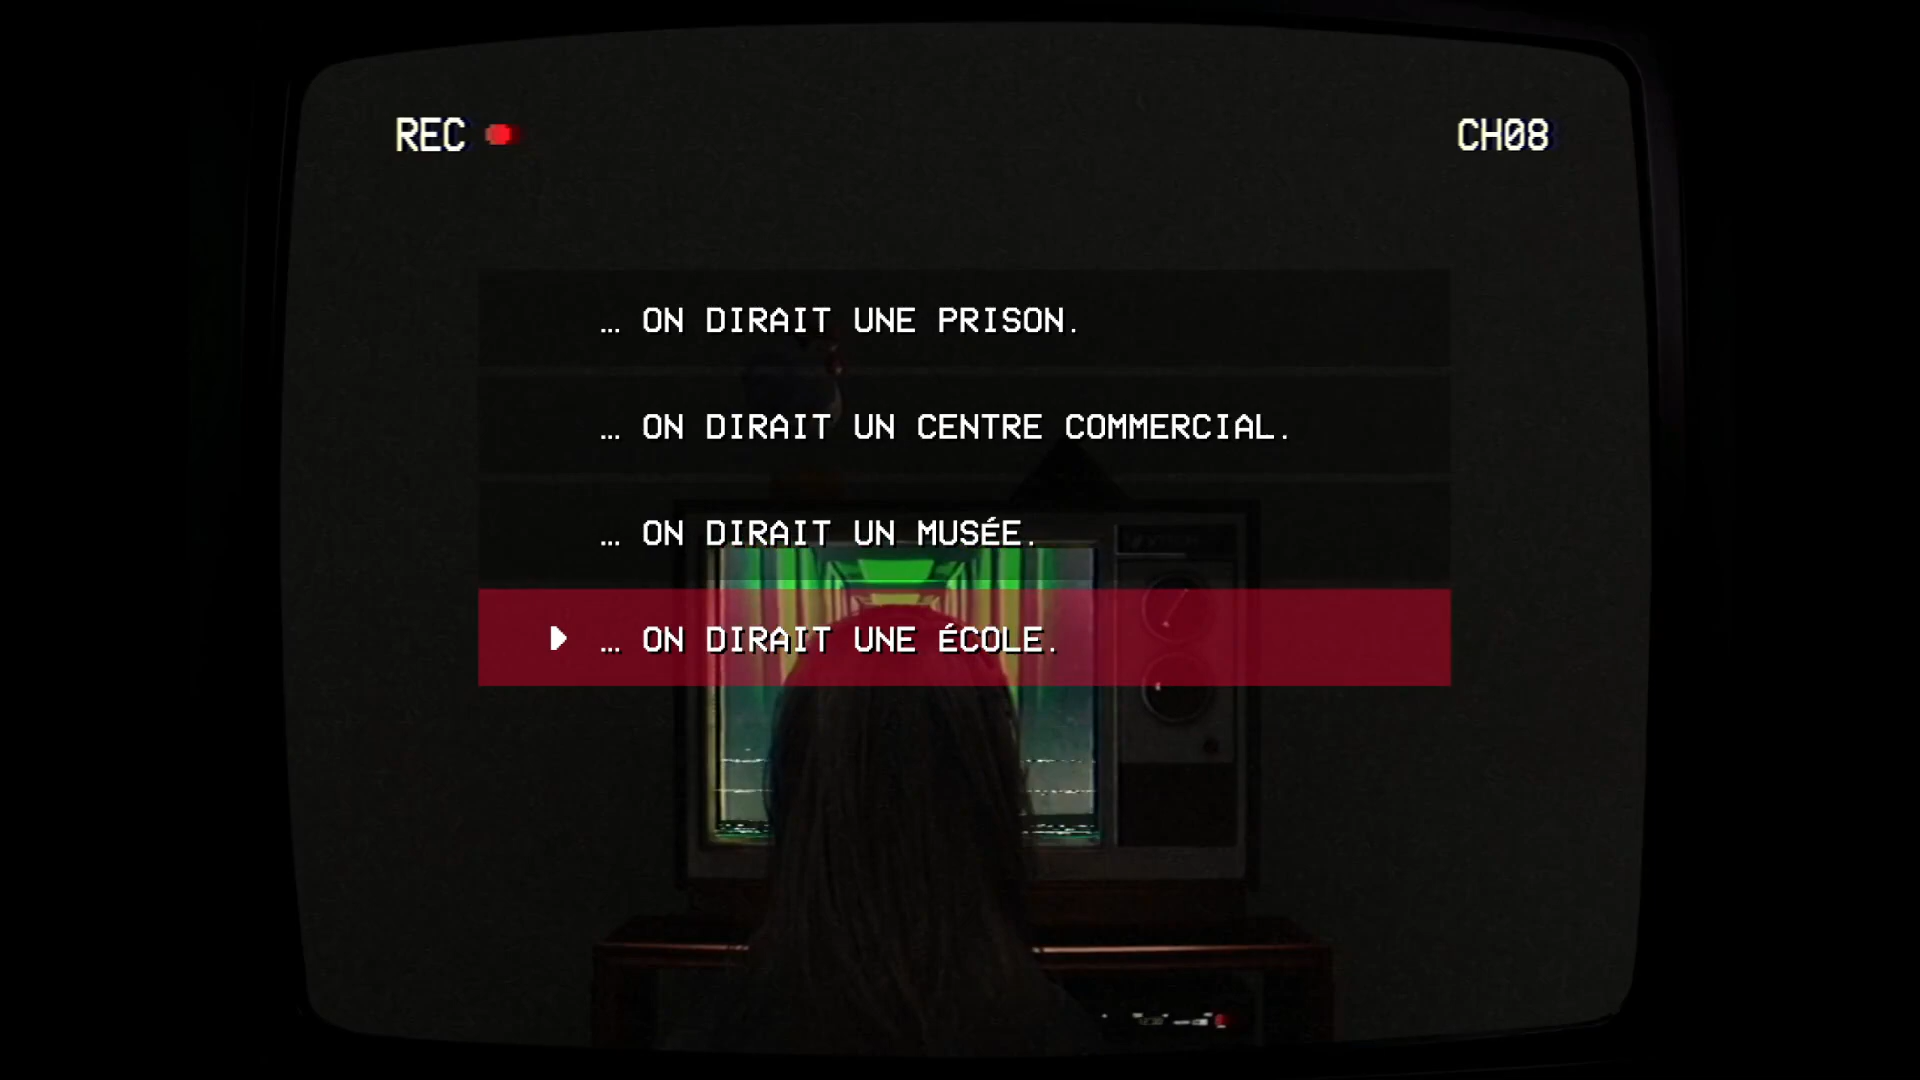 REC
CH08
… ON DIRAIT UNE PRISON.
… ON DIRAIT UN CENTRE COMMERCIAL.
… ON DIRAIT UN MUSÉE.
… ON DIRAIT UNE ÉCOLE.